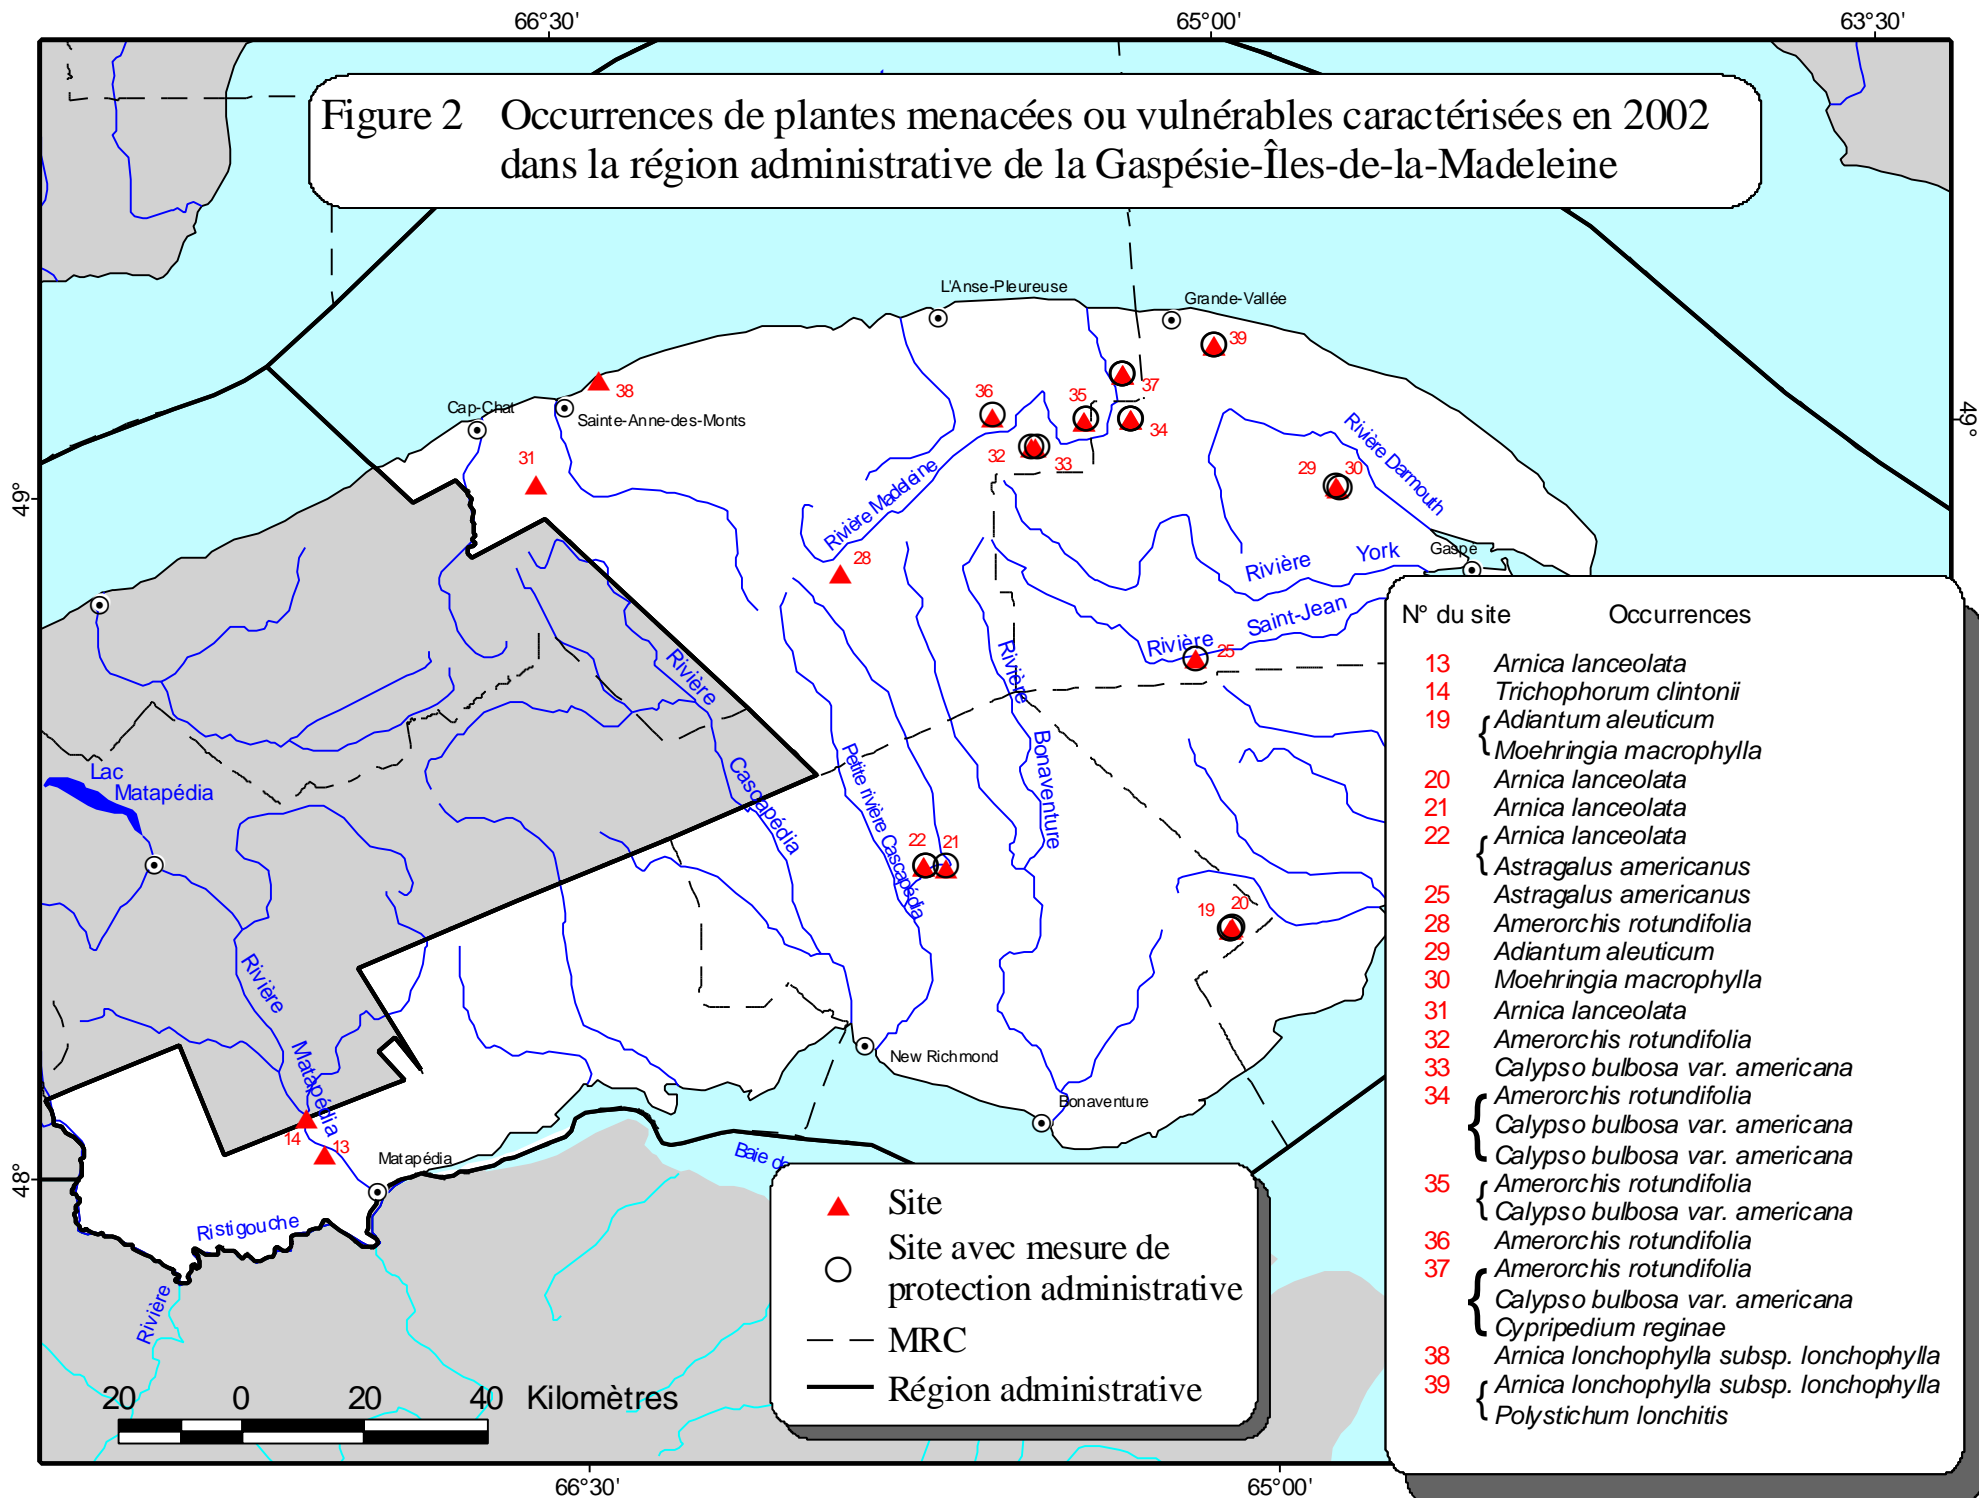 66°30'
65°00'
63°30'
Figure 2 Occurrences de plantes menacées ou vulnérables caractérisées en 2002
dans la région administrative de la Gaspésie-Îles-de-la-Madeleine
L'Anse-Pleureuse
Grande-Vallée
39
37
38
Cap-Chat
Sainte-Anne-des-Monts
36
35
34
49°
31
32
33
Rivière Madeleine
29
30
Rivière Darmouth
49°
28
Rivière York
Gaspé
Rivière Saint-Jean
25
Rivière Cascapédia
Rivière Bonaventure
Petite rivière Cascapédia
Lac
Matapédia
22
21
19
20
Rivière Matapédia
New Richmond
Bonaventure
14
13
Matapédia
Baie de
48°
Ristigouche
Rivière
N° du site Occurrences
13 Arnica lanceolata
14 Trichophorum clintonii
19 { Adiantum aleuticum
Moehringia macrophylla
20 Arnica lanceolata
21 Arnica lanceolata
22 { Arnica lanceolata
Astragalus americanus
25 Astragalus americanus
28 Amerorchis rotundifolia
29 Adiantum aleuticum
30 Moehringia macrophylla
31 Arnica lanceolata
32 Amerorchis rotundifolia
33 Calypso bulbosa var. americana
34 { Amerorchis rotundifolia
Calypso bulbosa var. americana
Calypso bulbosa var. americana
35 { Amerorchis rotundifolia
Calypso bulbosa var. americana
36 Amerorchis rotundifolia
37 { Amerorchis rotundifolia
Calypso bulbosa var. americana
Cypripedium reginae
38 Arnica lonchophylla subsp. lonchophylla
39 { Arnica lonchophylla subsp. lonchophylla
Polystichum lonchitis
Site
Site avec mesure de
protection administrative
MRC
Région administrative
20 0 20 40 Kilomètres
66°30'
65°00'